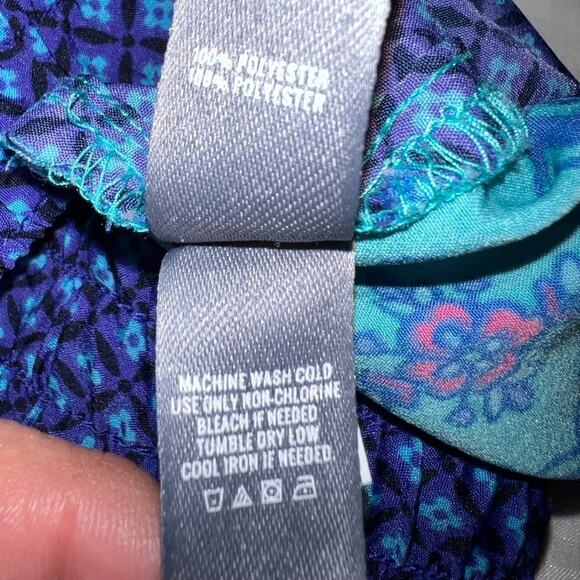 100% POLYESTER
100% POLYESTER
MACHINE WASH COLD
USE ONLY NON-CHLORINE
BLEACH IF NEEDED
TUMBLE DRY LOW
COOL IRON IF NEEDED.